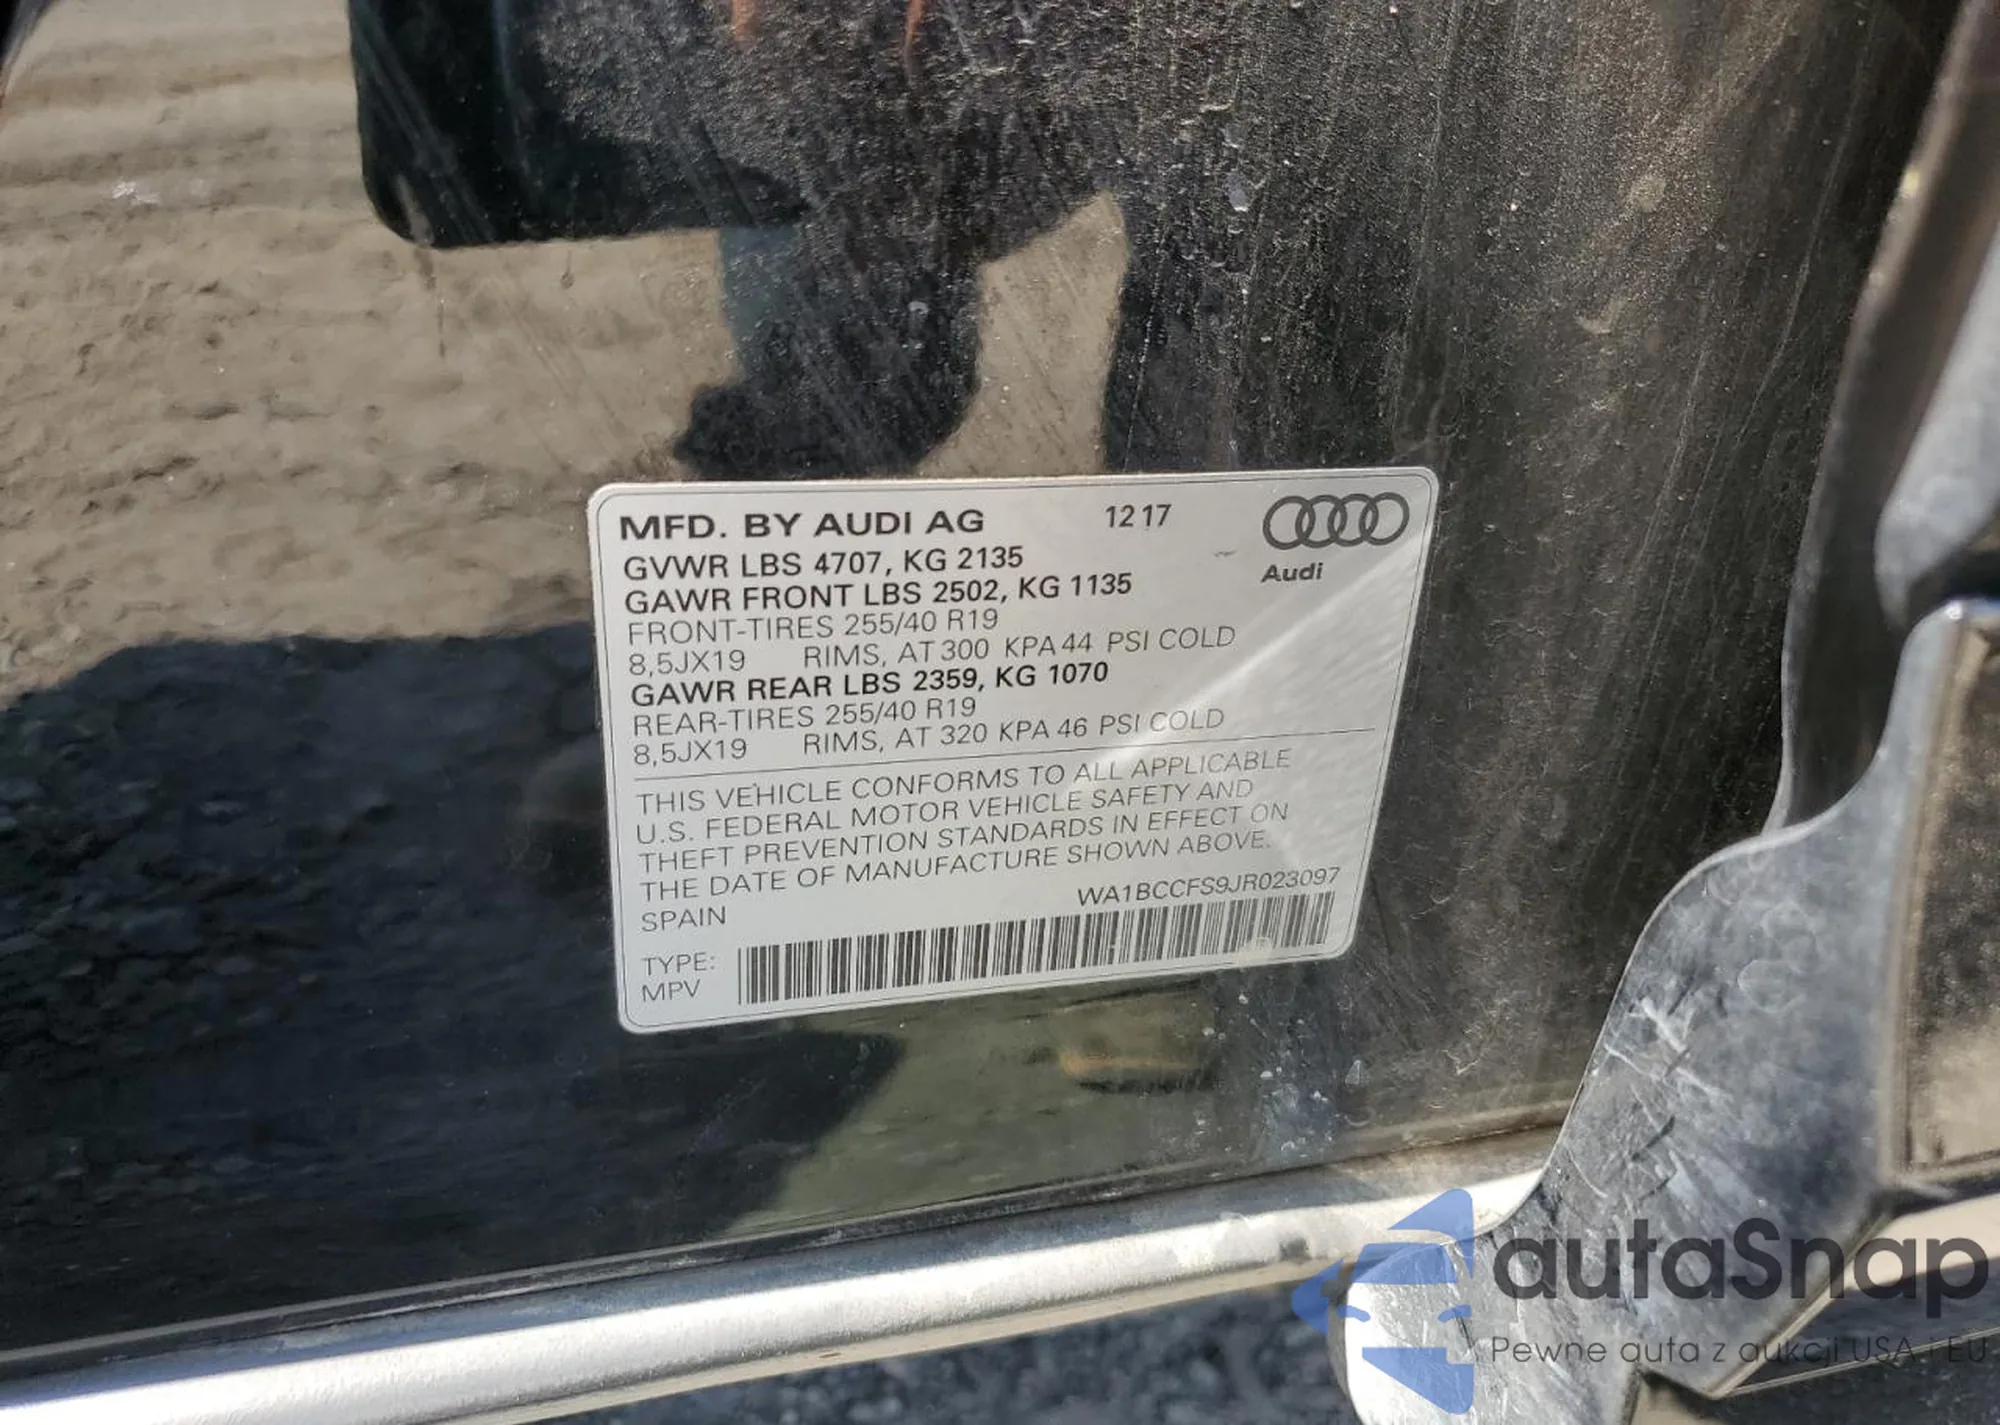 MFD. BY AUDI AG 12 17
Audi
GVWR LBS 4707, KG 2135
GAWR FRONT LBS 2502, KG 1135
FRONT-TIRES 255/40 R19
8,5JX19 RIMS, AT 300 KPA 44 PSI COLD
GAWR REAR LBS 2359, KG 1070
REAR-TIRES 255/40 R19
8,5JX19 RIMS, AT 320 KPA 46 PSI COLD
THIS VEHICLE CONFORMS TO ALL APPLICABLE
U.S. FEDERAL MOTOR VEHICLE SAFETY AND
THEFT PREVENTION STANDARDS IN EFFECT ON
THE DATE OF MANUFACTURE SHOWN ABOVE.
SPAIN WA1BCCFS9JR023097
TYPE:
MPV
autaSnap
Pewne auta z aukcji USA i EU